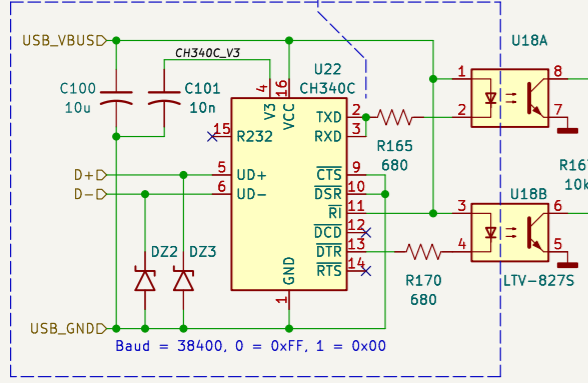 USB_VBUS
CH340C_V3
U18A
C100
10u
C101
10n
U22
CH340C
4
16
V3
VCC
15
R232
TXD
2
RXD
3
R165
680
1
2
8
7
D+
5
UD+
D-
6
UD-
CTS
9
DSR
10
RI
11
DCD
12
DTR
13
RTS
14
R16
10k
U18B
3
4
6
5
LTV-827S
R170
680
DZ2
DZ3
GND
1
USB_GND
Baud = 38400, 0 = 0xFF, 1 = 0x00